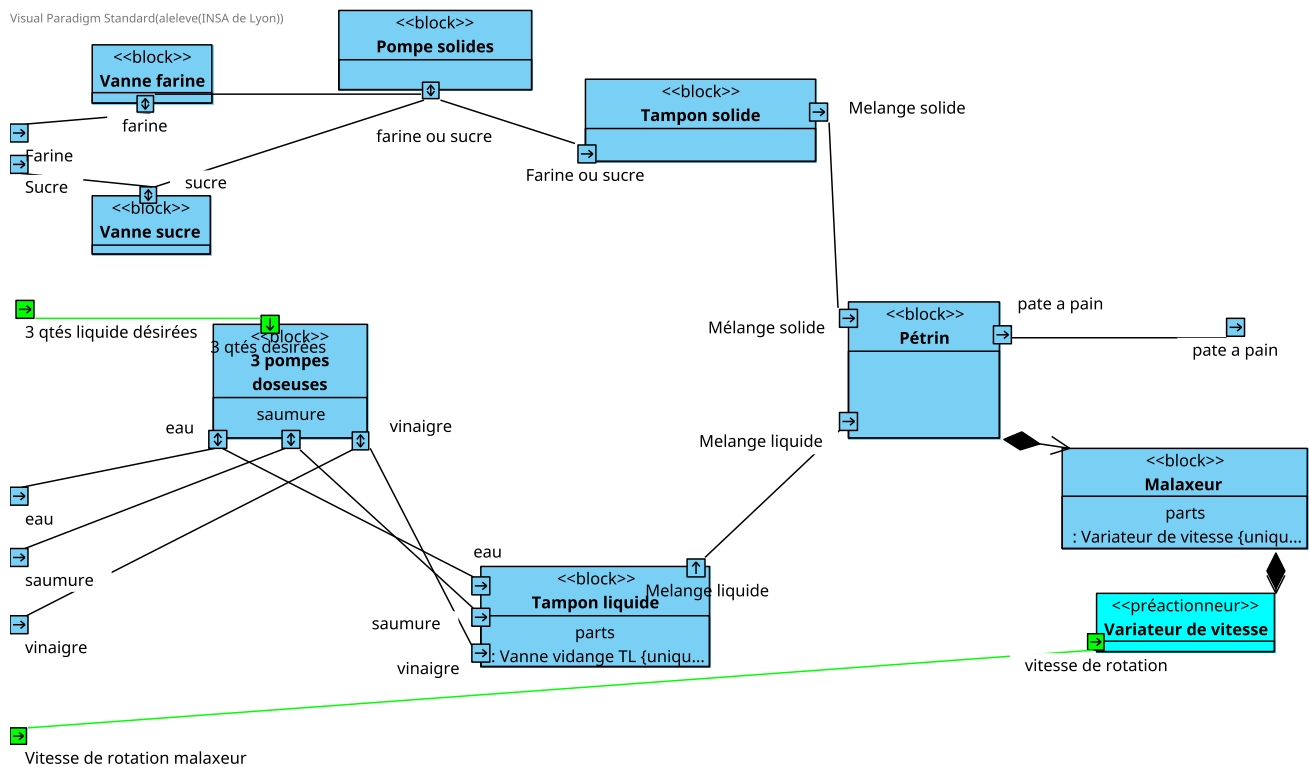 Visual Paradigm Standard(aleleve(INSA de Lyon))
<<block>>
Pompe solides
<<block>>
Vanne farine
farine
Farine
Sucre
sucre
<<block>>
Vanne sucre
farine ou sucre
<<block>>
Tampon solide
Farine ou sucre
Melange solide
3 qtés liquide désirées
3 qtés désirées
<<block>>
3 pompes
doseuses
saumure
eau
vinaigre
eau
saumure
vinaigre
Mélange solide
<<block>>
Pétrin
pate a pain
pate a pain
Melange liquide
<<block>>
Malaxeur
parts
: Variateur de vitesse {uniqu...
eau
saumure
vinaigre
<<block>>
Tampon liquide
Melange liquide
parts
: Vanne vidange TL {uniqu...
<<préactionneur>>
Variateur de vitesse
vitesse de rotation
Vitesse de rotation malaxeur